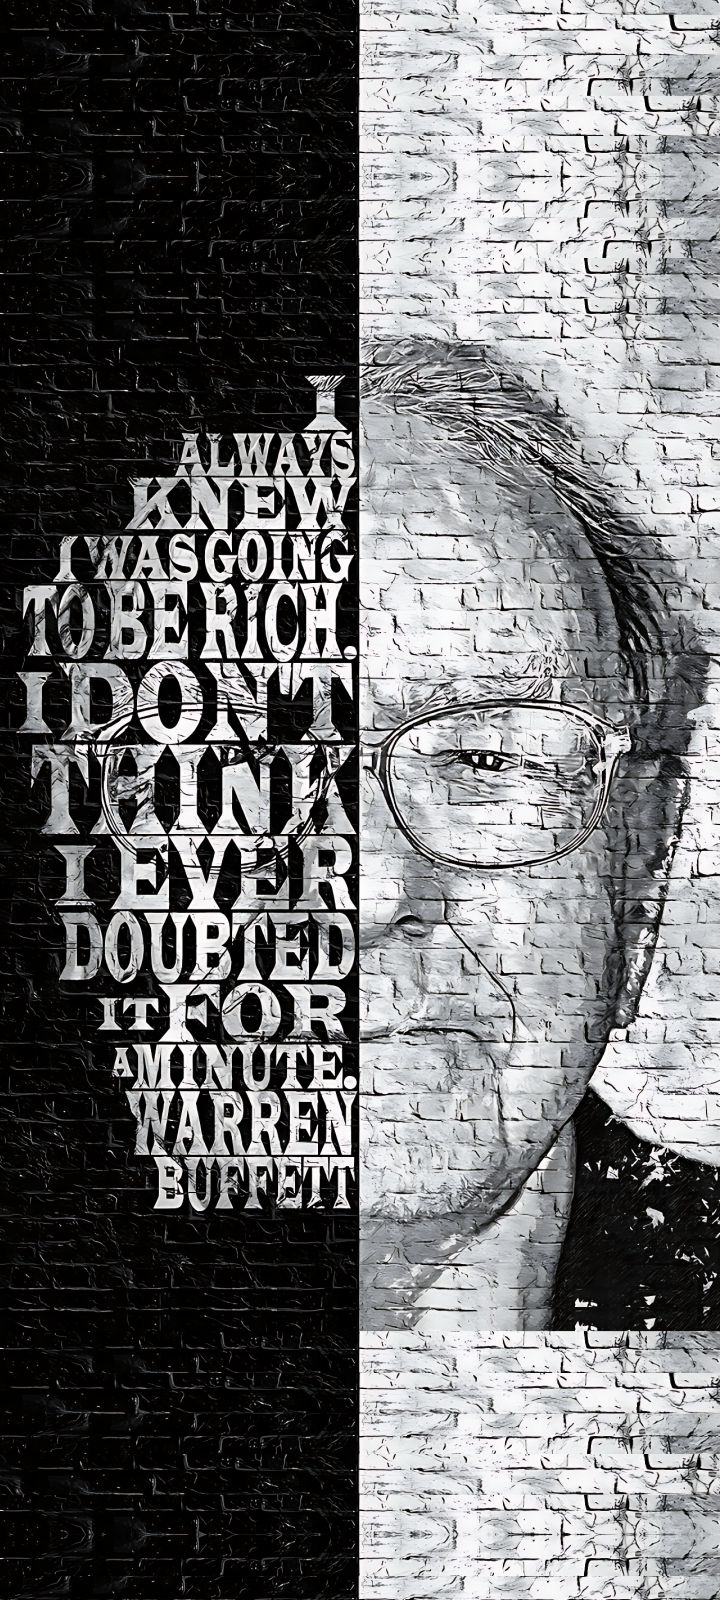 I
ALWAYS
KNEW
I WAS GOING
TO BE RICH.
I DON'T
THINK
I EVER
DOUBTED
IT FOR
A MINUTE.
WARREN
BUFFETT